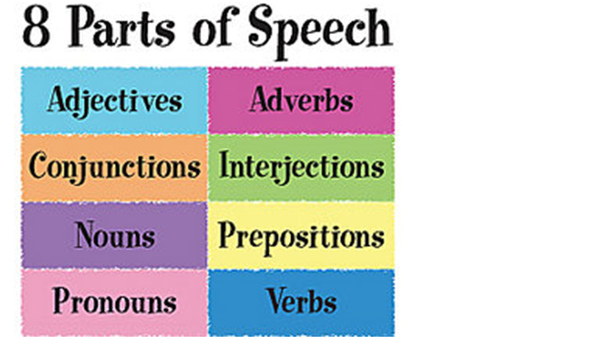 8 Parts of Speech
Adjectives Adverbs
Conjunctions Interjections
Nouns Prepositions
Pronouns Verbs